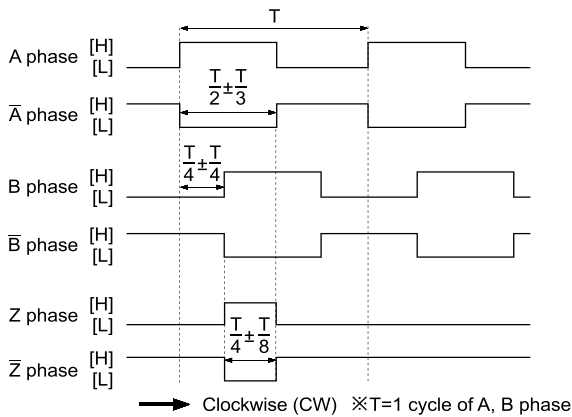 T
A phase [H]
[L]
T/2 ± T/3
A̅ phase [H]
[L]
T/4 ± T/4
B phase [H]
[L]
B̅ phase [H]
[L]
Z phase [H]
[L]
T/4 ± T/8
Z̅ phase [H]
[L]
Clockwise (CW) ※T=1 cycle of A, B phase